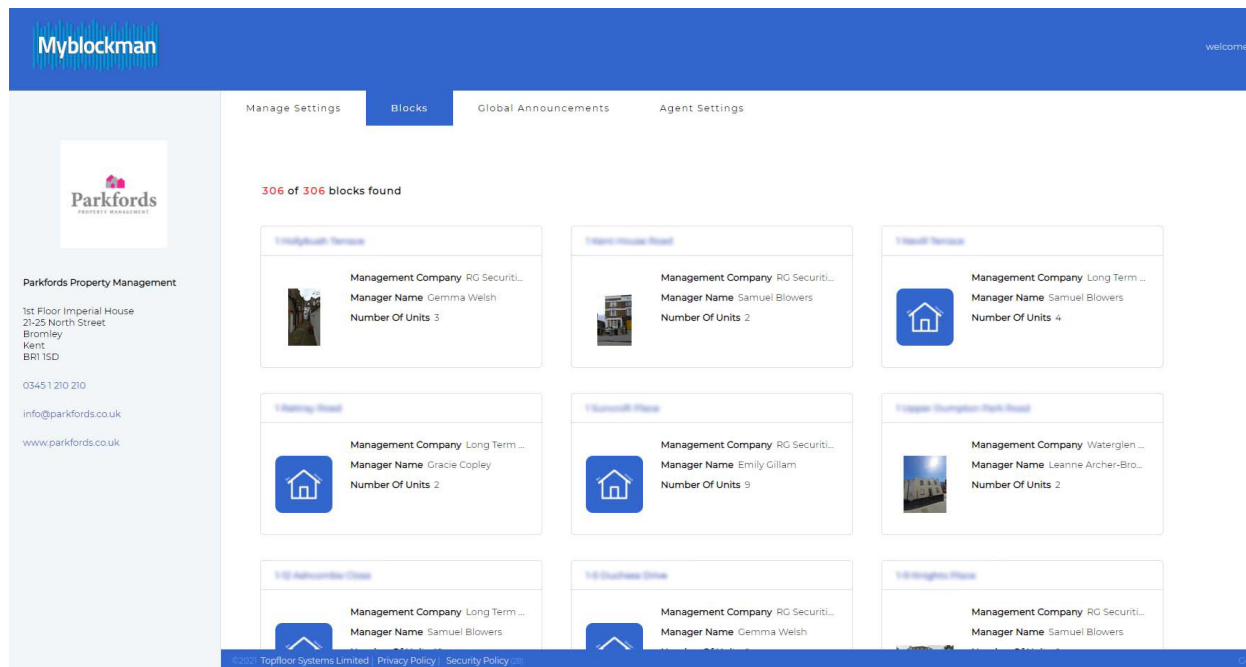 Myblockman
welcome
Manage Settings Blocks Global Announcements Agent Settings
Parkfords
PROPERTY MANAGEMENT
306 of 306 blocks found
Parkfords Property Management
1st Floor Imperial House
21-25 North Street
Bromley
Kent
BR1 1SD
0345 1 210 210
info@parkfords.co.uk
www.parkfords.co.uk
1 Kent House Road
Management Company RG Securiti...
Manager Name Gemma Welsh
Number Of Units 3
Management Company RG Securiti...
Manager Name Samuel Blowers
Number Of Units 2
Management Company Long Term ...
Manager Name Samuel Blowers
Number Of Units 4
Management Company Long Term ...
Manager Name Gracie Copley
Number Of Units 2
Management Company RG Securiti...
Manager Name Emily Gillam
Number Of Units 9
Management Company Waterglen ...
Manager Name Leanne Archer-Bro...
Number Of Units 2
Management Company Long Term ...
Manager Name Samuel Blowers
Management Company RG Securiti...
Manager Name Gemma Welsh
Management Company RG Securiti...
Manager Name Samuel Blowers
©2021 Topfloor Systems Limited | Privacy Policy | Security Policy